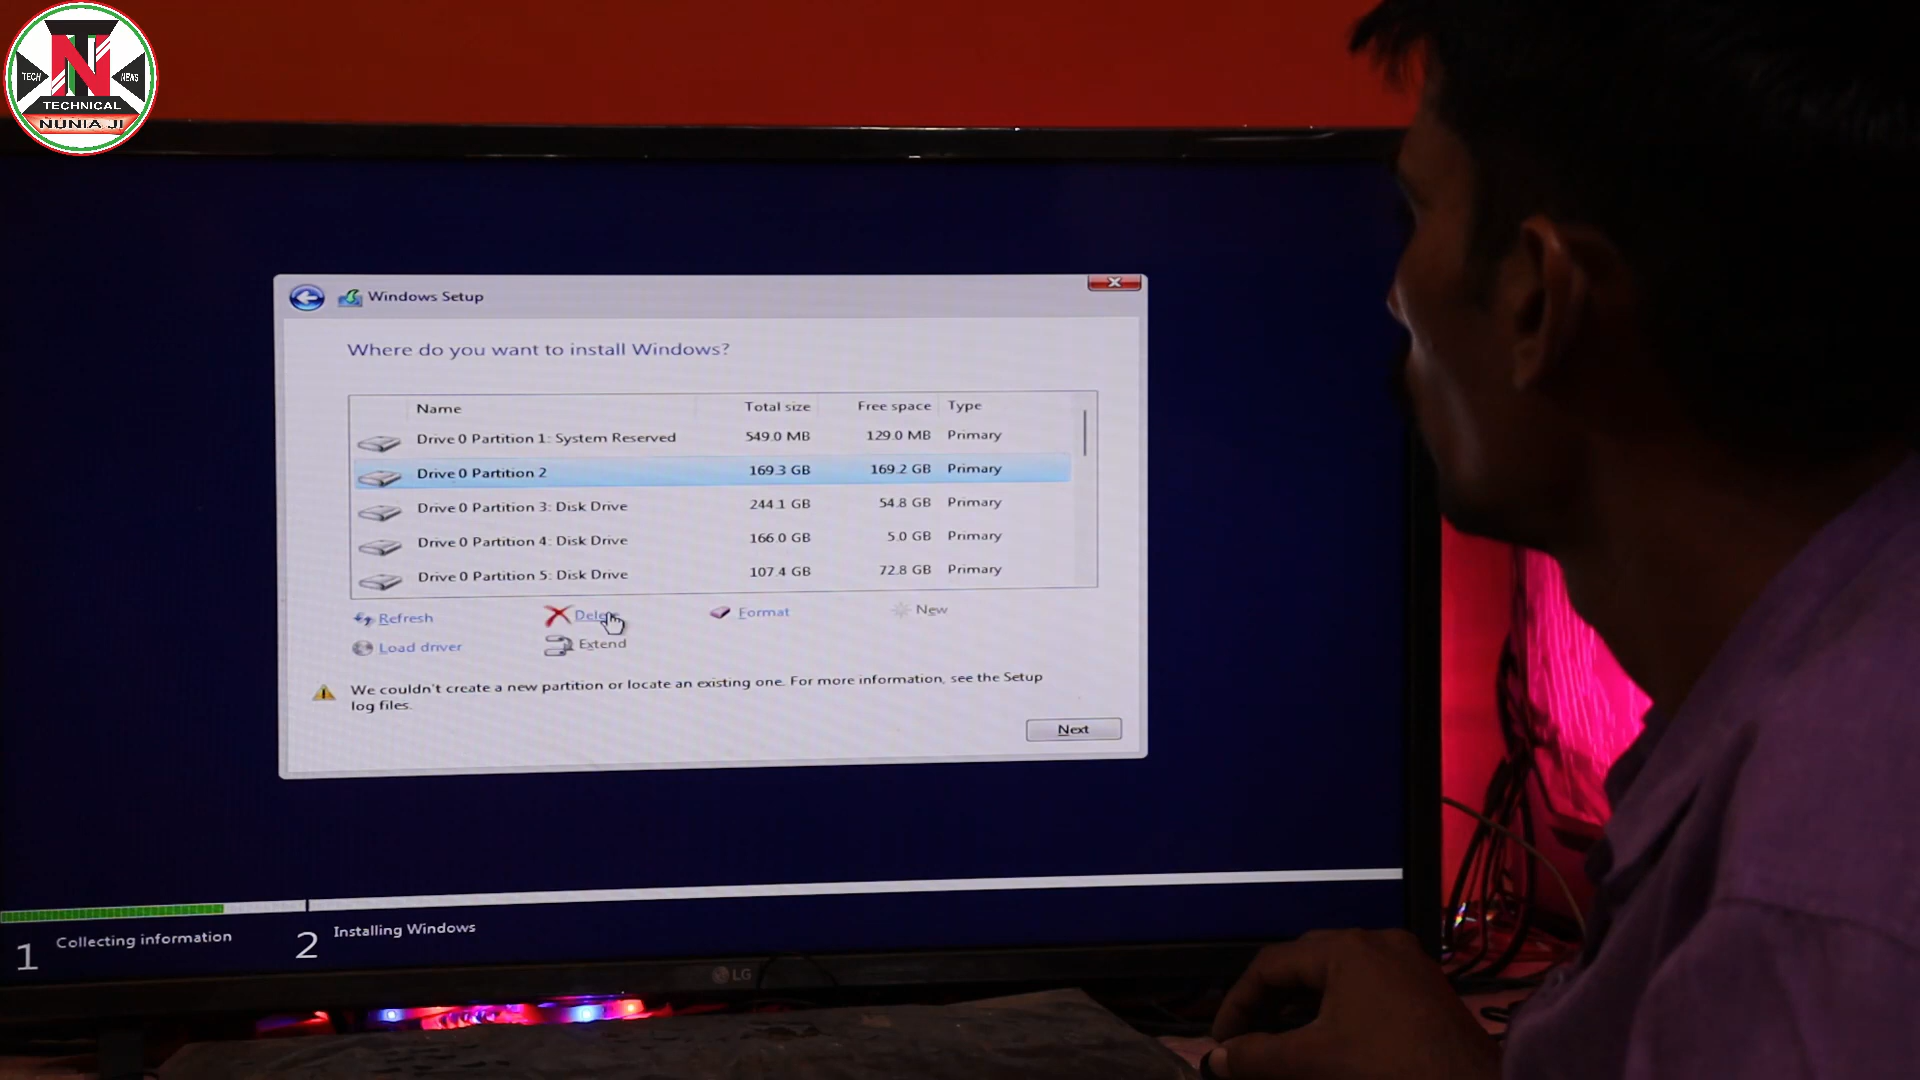 TECH
NEWS
TECHNICAL
NUNIA JI
Windows Setup
Where do you want to install Windows?
Name Total size Free space Type
Drive 0 Partition 1: System Reserved 549.0 MB 129.0 MB Primary
Drive 0 Partition 2 169.3 GB 169.2 GB Primary
Drive 0 Partition 3: Disk Drive 244.1 GB 54.8 GB Primary
Drive 0 Partition 4: Disk Drive 166.0 GB 5.0 GB Primary
Drive 0 Partition 5: Disk Drive 107.4 GB 72.8 GB Primary
Refresh Delete Format New
Load driver Extend
We couldn't create a new partition or locate an existing one. For more information, see the Setup
log files.
Next
1 Collecting information 2 Installing Windows
LG